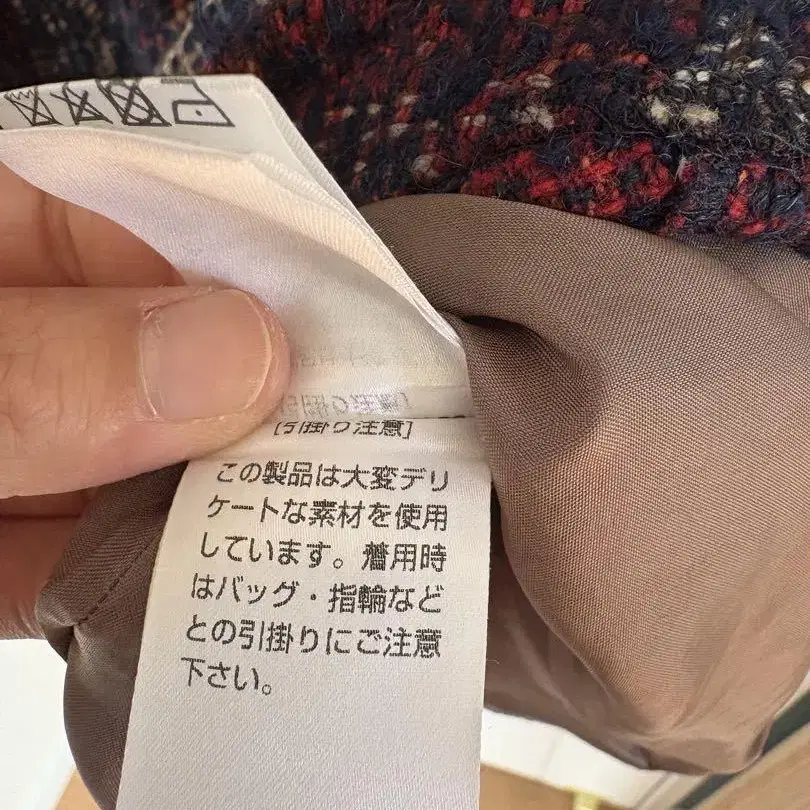 [引掛り注意]
この製品は大変デリ
ケートな素材を使用
しています。着用時
はバッグ・指輪など
との引掛りにご注意
下さい。